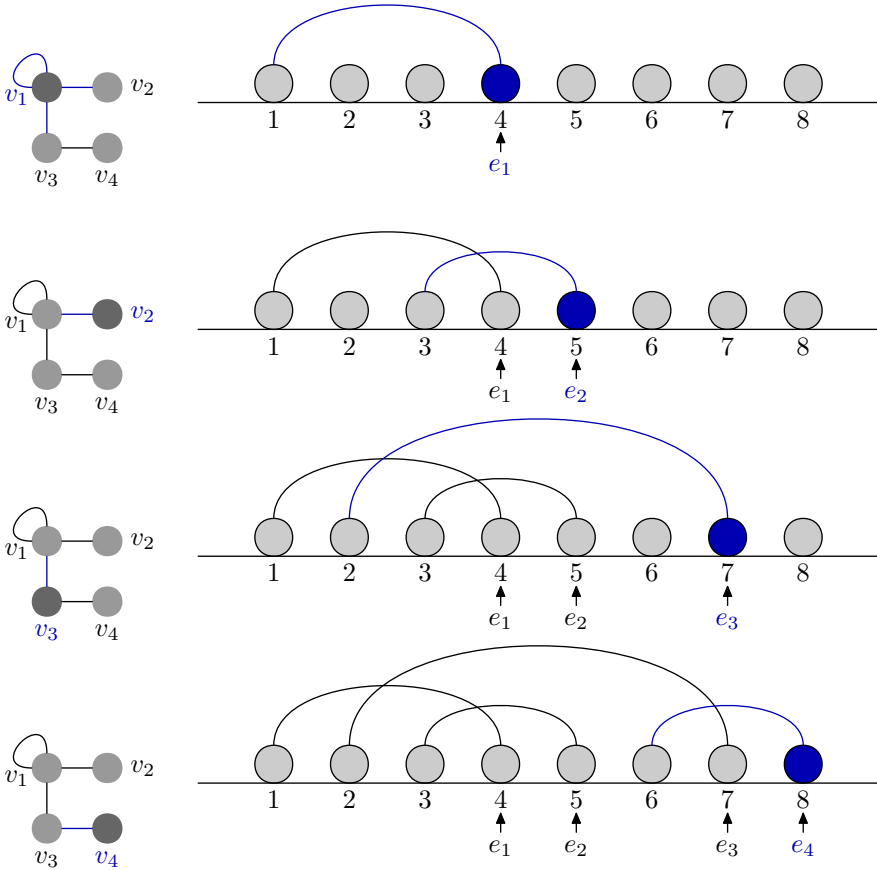 v₁ v₂
1 2 3 4 5 6 7 8
e₁
v₃ v₄
v₁ v₂
1 2 3 4 5 6 7 8
e₁ e₂
v₃ v₄
v₁ v₂
1 2 3 4 5 6 7 8
e₁ e₂ e₃
v₃ v₄
v₁ v₂
1 2 3 4 5 6 7 8
e₁ e₂ e₃ e₄
v₃ v₄